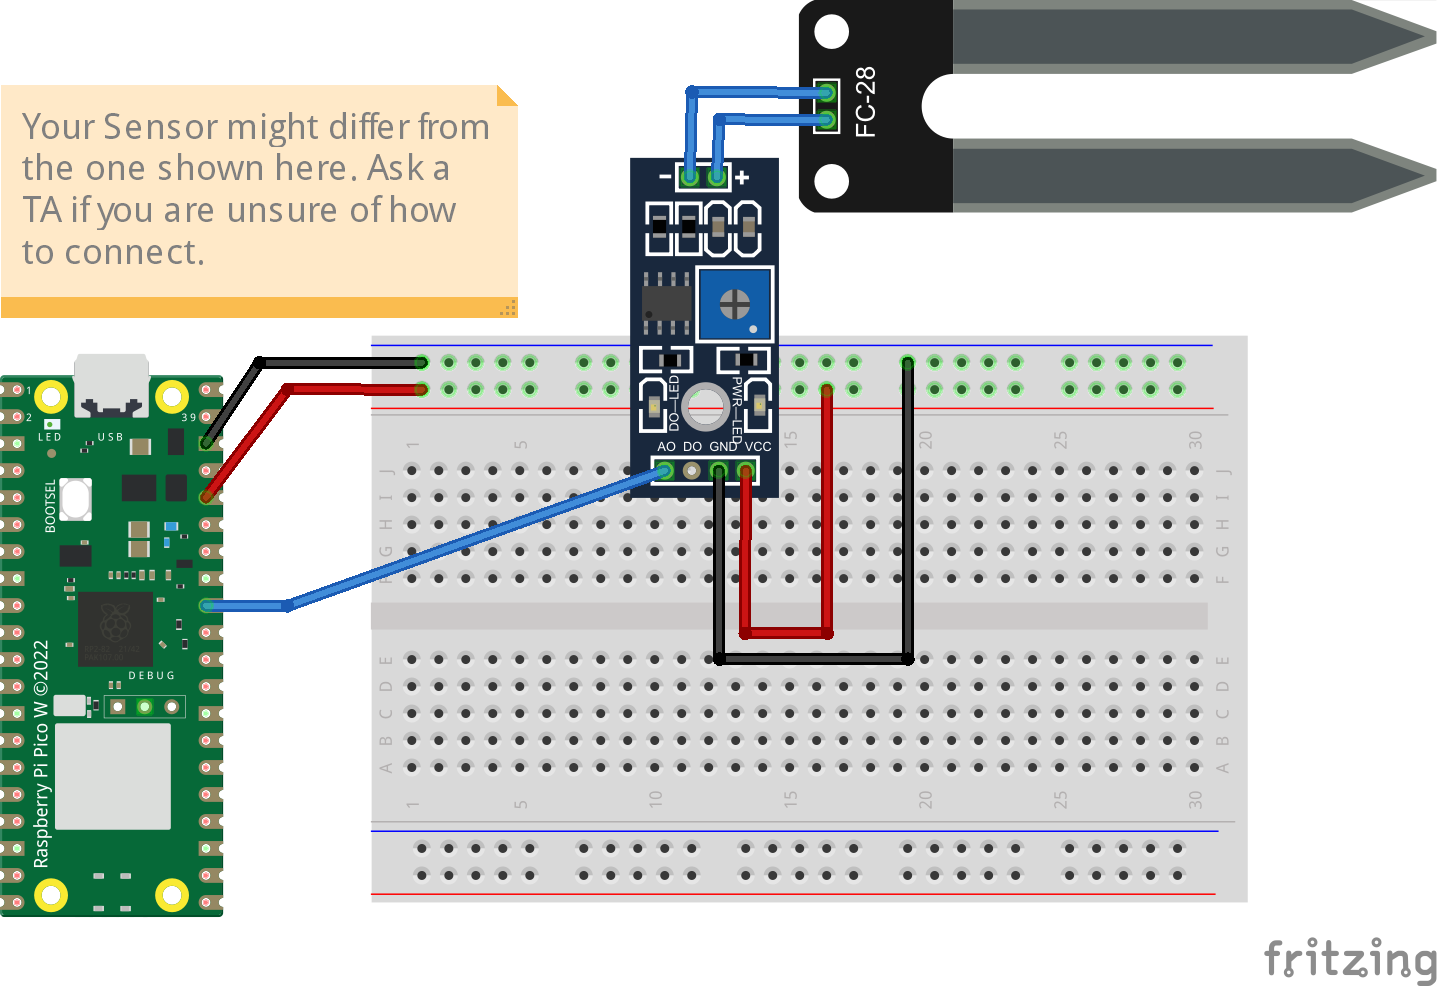 Your Sensor might differ from
the one shown here. Ask a
TA if you are unsure of how
to connect.
FC-28
- +
DO-LED
PWR-LED
AO DO GND VCC
1
2
39
LED USB
BOOTSEL
DEBUG
Raspberry Pi Pico W ©2022
1 5 15 20 25 30
J J
I I
H H
G G
F F
E E
D D
C C
B B
A A
1 5 10 15 20 25 30
fritzing